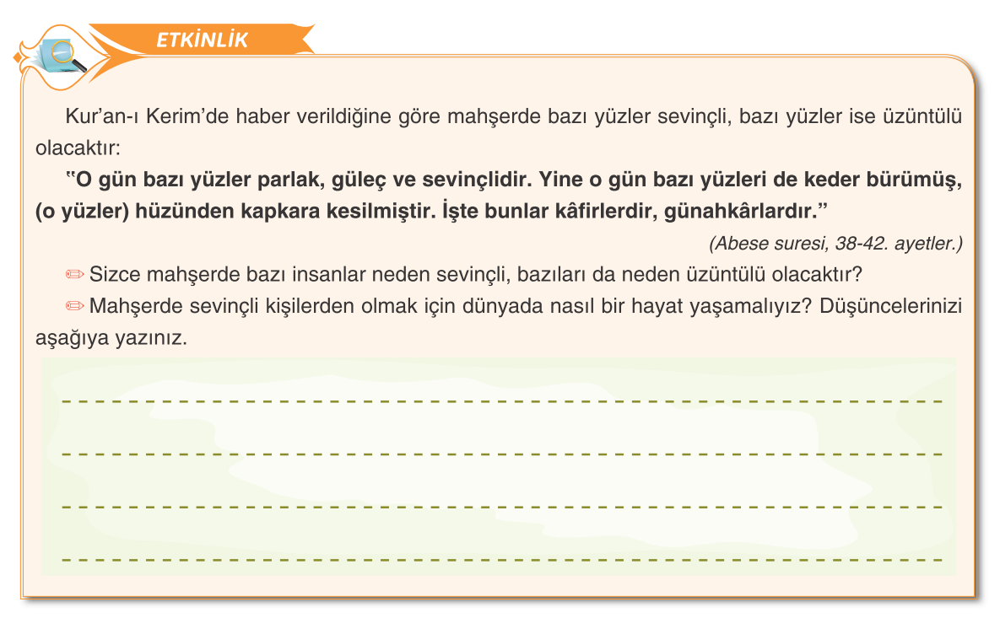 ETKİNLİK
Kur’an-ı Kerim’de haber verildiğine göre mahşerde bazı yüzler sevinçli, bazı yüzler ise üzüntülü
olacaktır:
‟O gün bazı yüzler parlak, güleç ve sevinçlidir. Yine o gün bazı yüzleri de keder bürümüş,
(o yüzler) hüzünden kapkara kesilmiştir. İşte bunlar kâfirlerdir, günahkârlardır.”
(Abese suresi, 38-42. ayetler.)
Sizce mahşerde bazı insanlar neden sevinçli, bazıları da neden üzüntülü olacaktır?
Mahşerde sevinçli kişilerden olmak için dünyada nasıl bir hayat yaşamalıyız? Düşüncelerinizi
aşağıya yazınız.